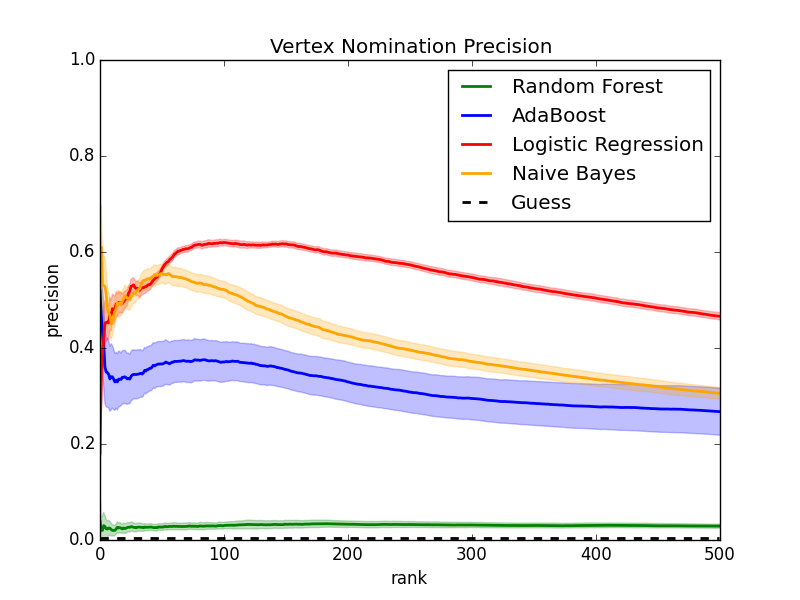 Vertex Nomination Precision
1.0
0.8
0.6
0.4
0.2
0.0
precision
Random Forest
AdaBoost
Logistic Regression
Naive Bayes
Guess
0 100 200 300 400 500
rank